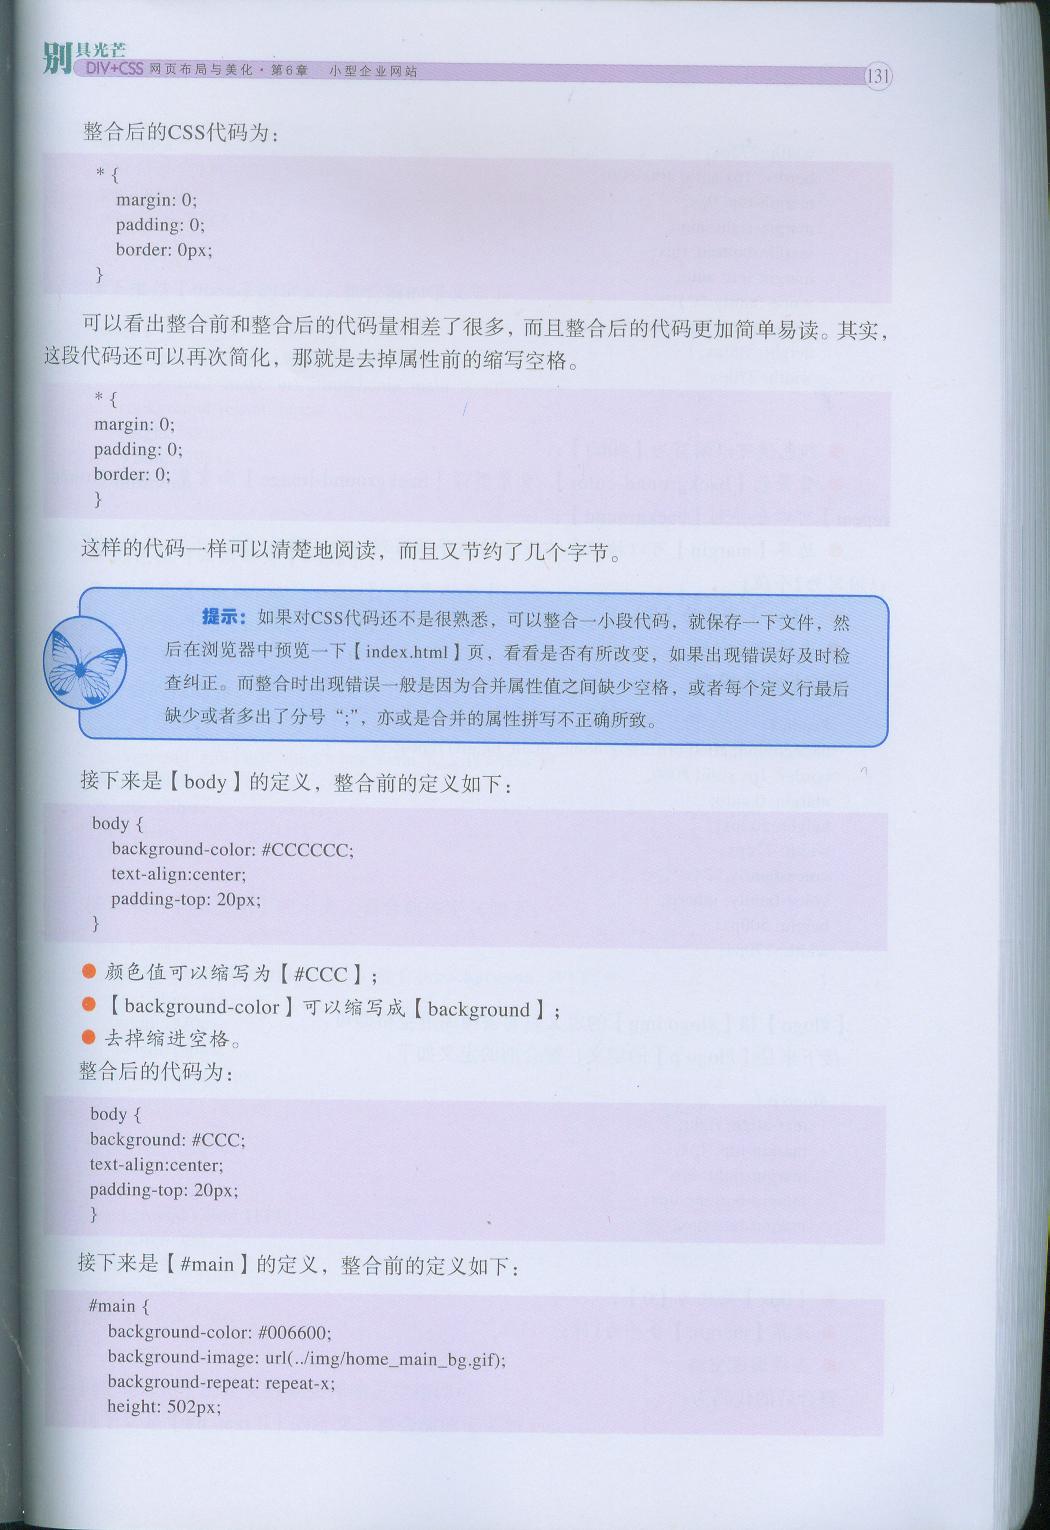 别具光芒
DIV+CSS 网页布局与美化·第6章 小型企业网站
131
整合后的CSS代码为：
* {
margin: 0;
padding: 0;
border: 0px;
}
可以看出整合前和整合后的代码量相差了很多，而且整合后的代码更加简单易读。其实，
这段代码还可以再次简化，那就是去掉属性前的缩写空格。
* {
margin: 0;
padding: 0;
border: 0;
}
这样的代码一样可以清楚地阅读，而且又节约了几个字节。
提示：如果对CSS代码还不是很熟悉，可以整合一小段代码，就保存一下文件，然
后在浏览器中预览一下【index.html】页，看看是否有所改变，如果出现错误好及时检
查纠正。而整合时出现错误一般是因为合并属性值之间缺少空格，或者每个定义行最后
缺少或者多出了分号“;”，亦或是合并的属性拼写不正确所致。
接下来是【body】的定义，整合前的定义如下：
body {
background-color: #CCCCCC;
text-align:center;
padding-top: 20px;
}
● 颜色值可以缩写为【#CCC】；
● 【background-color】可以缩写成【background】；
● 去掉缩进空格。
整合后的代码为：
body {
background: #CCC;
text-align:center;
padding-top: 20px;
}
接下来是【#main】的定义，整合前的定义如下：
#main {
background-color: #006600;
background-image: url(../img/home_main_bg.gif);
background-repeat: repeat-x;
height: 502px;